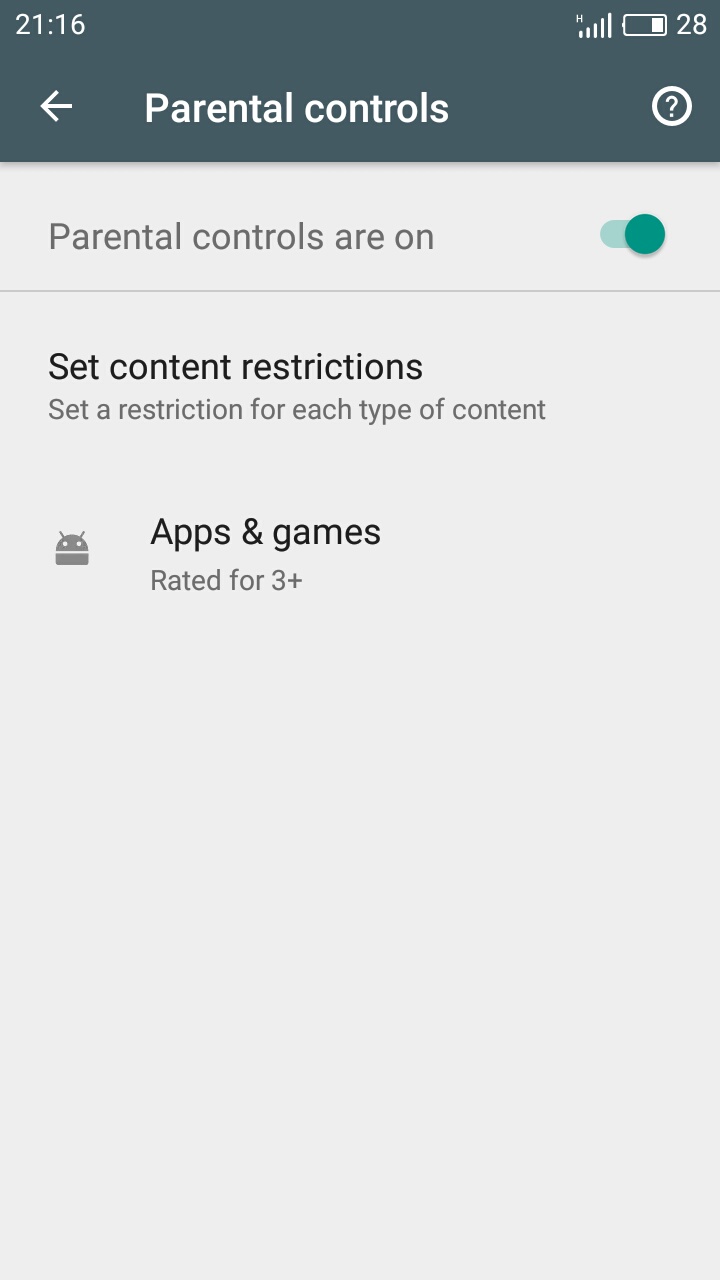 21:16
H
28
Parental controls
Parental controls are on
Set content restrictions
Set a restriction for each type of content
Apps & games
Rated for 3+